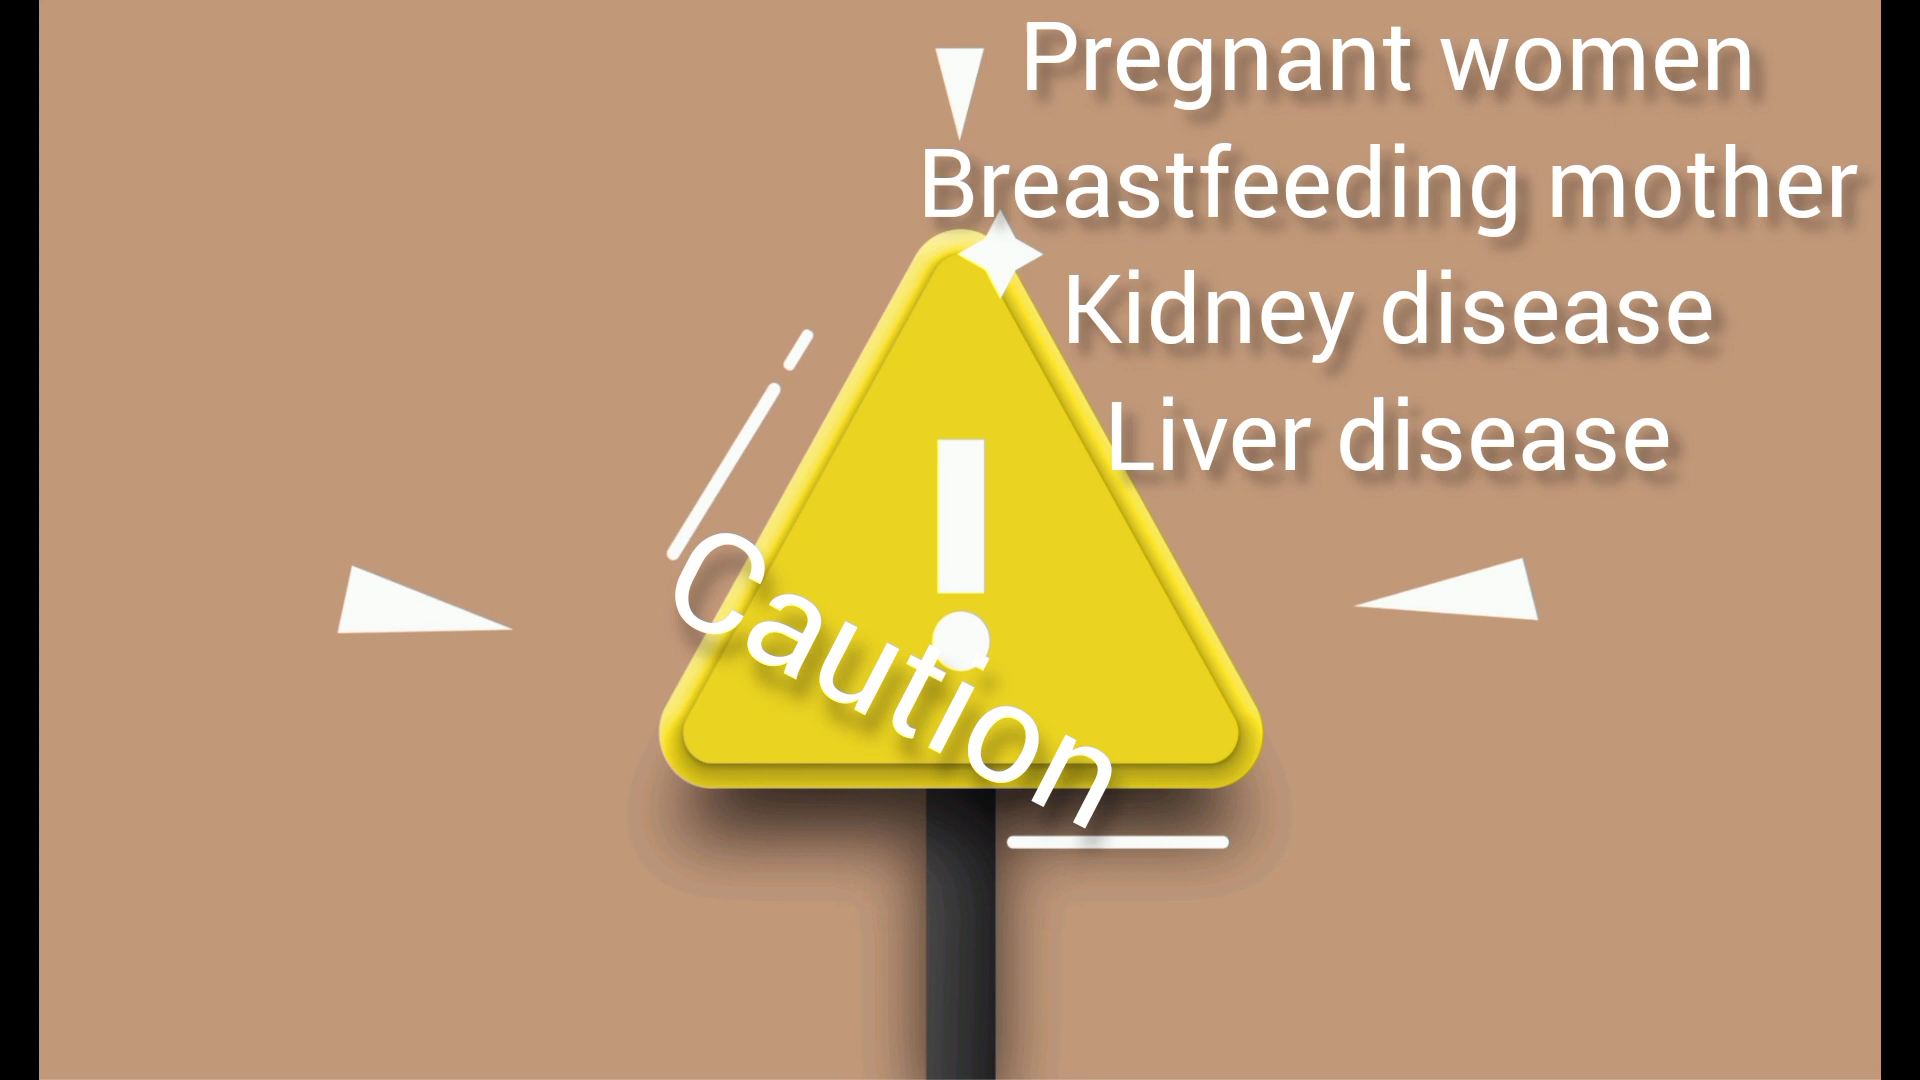 Pregnant women
Breastfeeding mother
Kidney disease
Liver disease
!
Caution